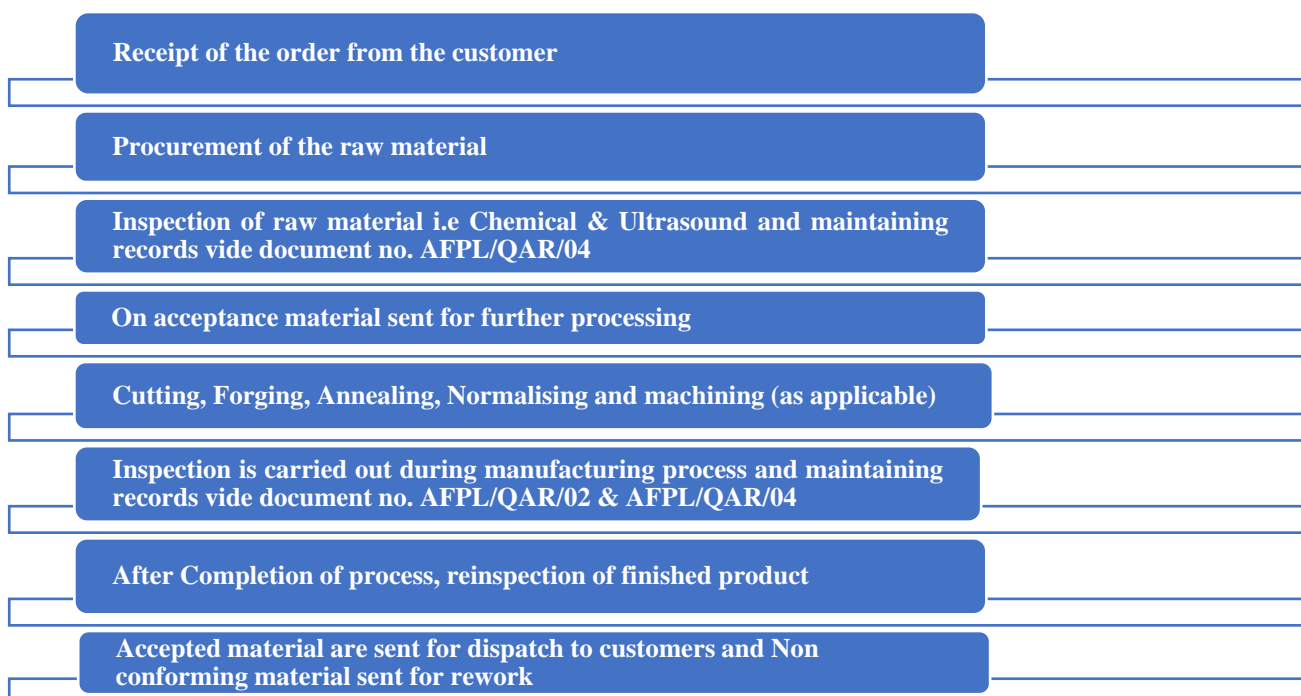 Receipt of the order from the customer
Procurement of the raw material
Inspection of raw material i.e Chemical & Ultrasound and maintaining
records vide document no. AFPL/QAR/04
On acceptance material sent for further processing
Cutting, Forging, Annealing, Normalising and machining (as applicable)
Inspection is carried out during manufacturing process and maintaining
records vide document no. AFPL/QAR/02 & AFPL/QAR/04
After Completion of process, reinspection of finished product
Accepted material are sent for dispatch to customers and Non
conforming material sent for rework